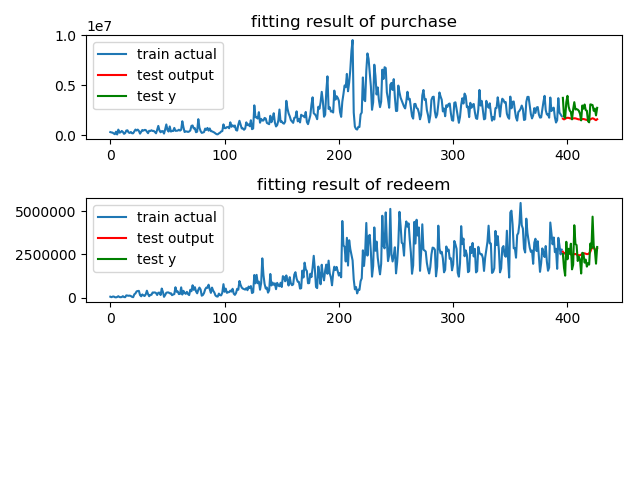 fitting result of purchase
1e7
1.0
0.5
0.0
train actual
test output
test y
0
100
200
300
400
fitting result of redeem
5000000
2500000
0
train actual
test output
test y
0
100
200
300
400